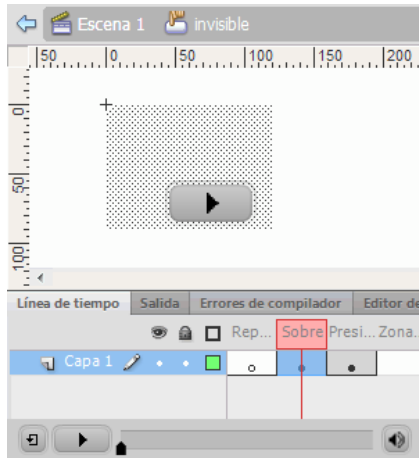 Escena 1 invisible
50 0 50 100 150 200
0
50
100
Línea de tiempo Salida Errores de compilador Editor de
Rep... Sobre Presi... Zona.
Capa 1